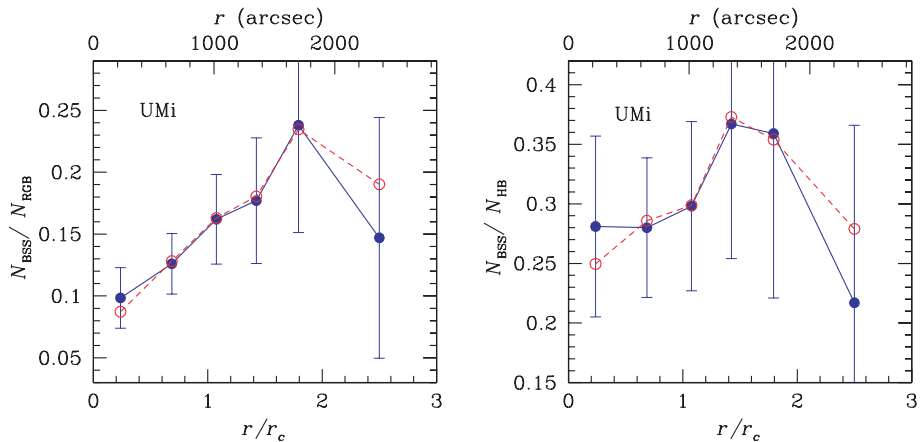 r (arcsec)
0 1000 2000
UMi
N_BSS / N_RGB
0.25
0.2
0.15
0.1
0.05
0 1 2 3
r/r_c
r (arcsec)
0 1000 2000
UMi
N_BSS / N_HB
0.4
0.35
0.3
0.25
0.2
0.15
0 1 2 3
r/r_c